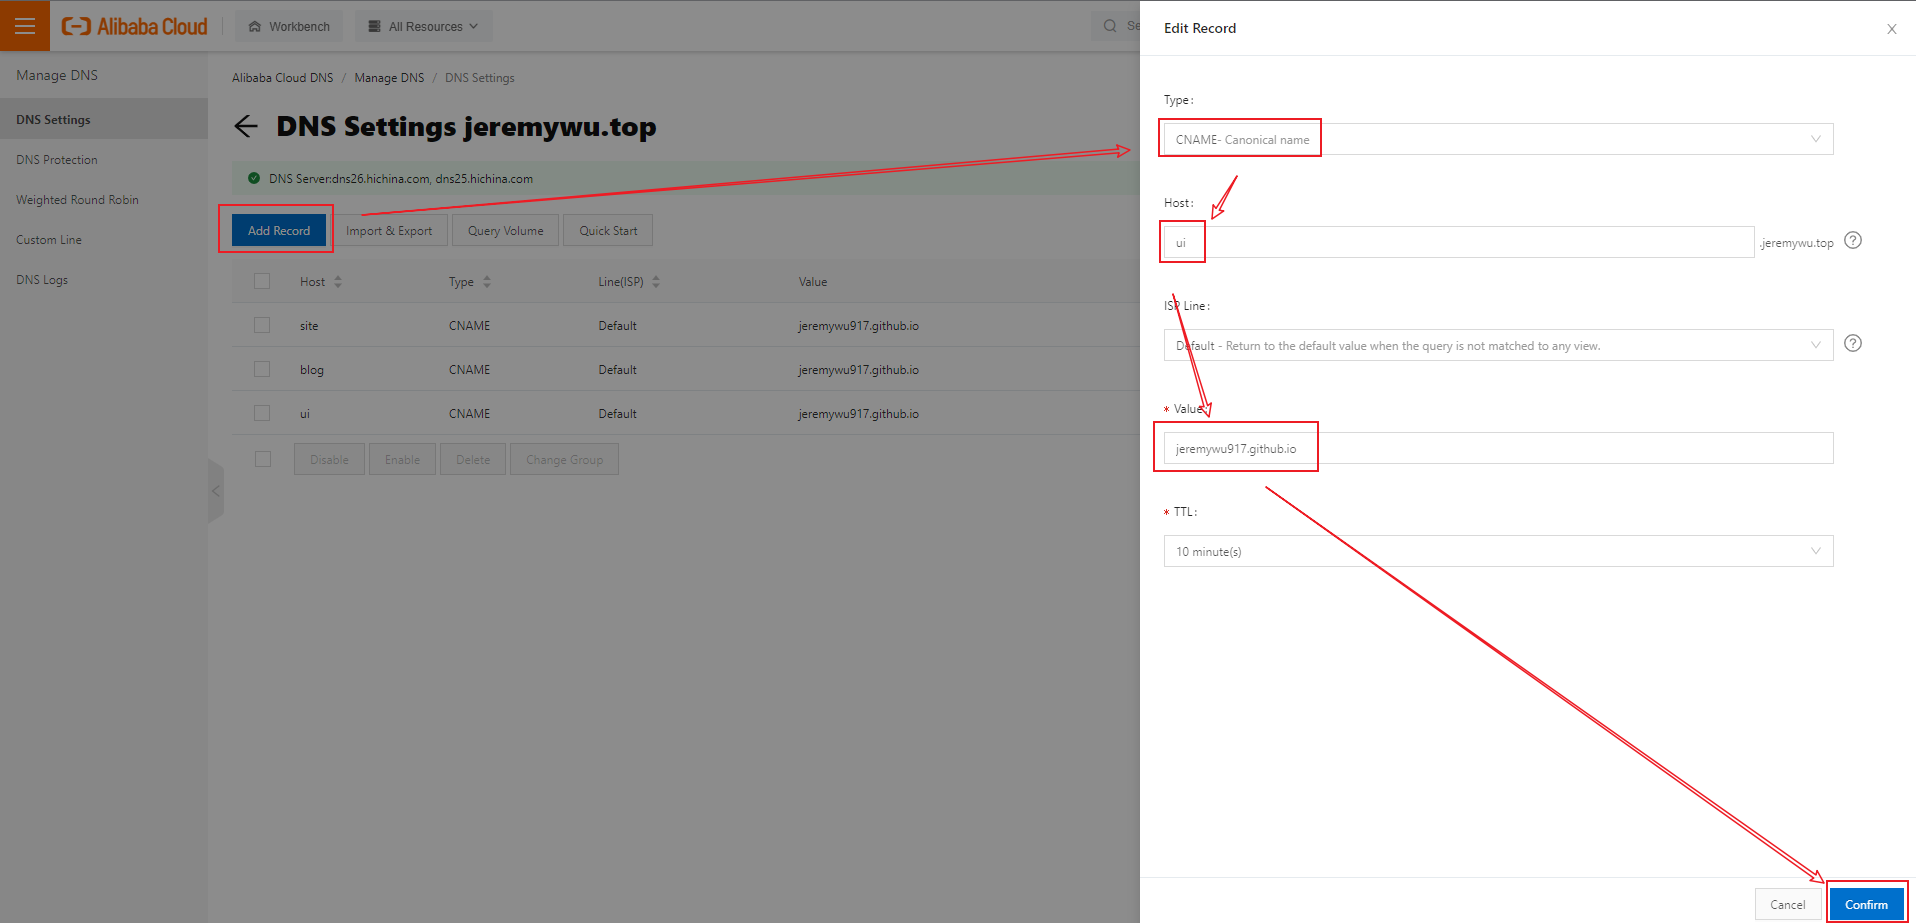 Alibaba Cloud
Workbench
All Resources
Manage DNS
DNS Settings
DNS Protection
Weighted Round Robin
Custom Line
DNS Logs
Alibaba Cloud DNS / Manage DNS / DNS Settings
DNS Settings jeremywu.top
DNS Server:dns26.hichina.com, dns25.hichina.com
Add Record Import & Export Query Volume Quick Start
Host Type Line(ISP) Value
site CNAME Default jeremywu917.github.io
blog CNAME Default jeremywu917.github.io
ui CNAME Default jeremywu917.github.io
Disable Enable Delete Change Group
Edit Record
Type:
CNAME- Canonical name
Host:
ui .jeremywu.top
ISP Line:
Default - Return to the default value when the query is not matched to any view.
* Value:
jeremywu917.github.io
* TTL:
10 minute(s)
Cancel Confirm